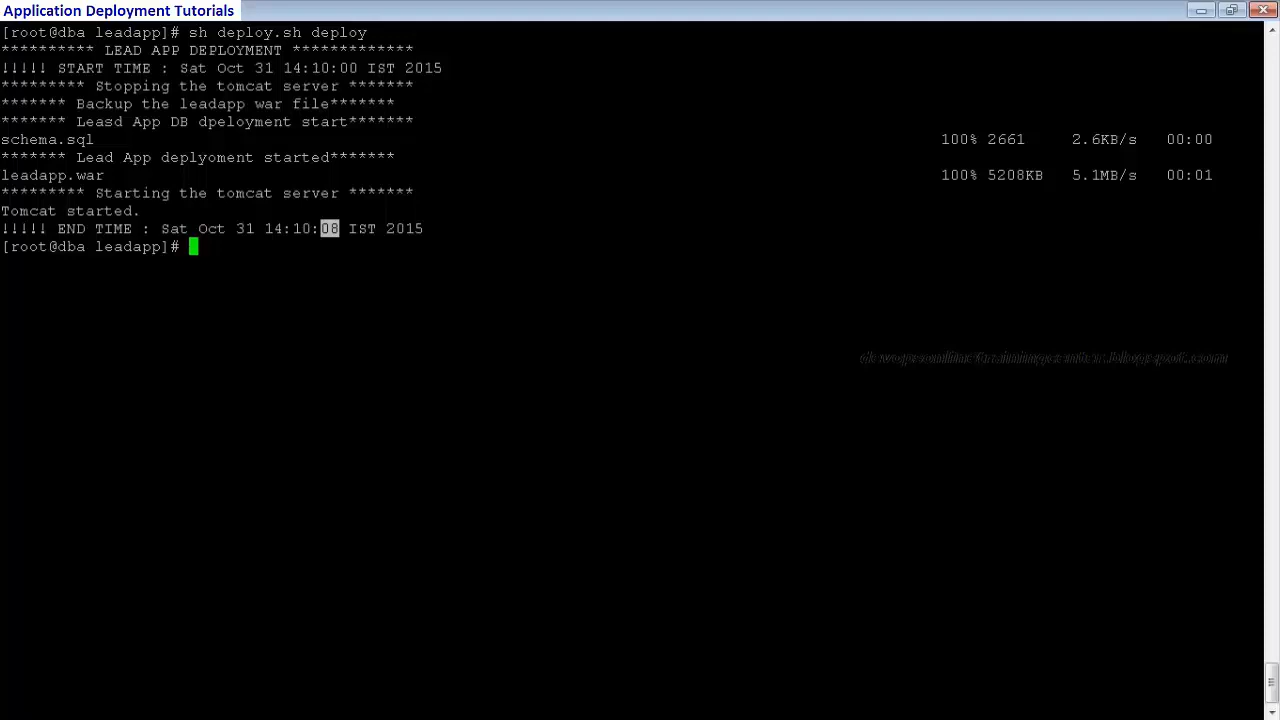 Application Deployment Tutorials
[root@dba leadapp]# sh deploy.sh deploy
********** LEAD APP DEPLOYMENT *************
!!!!! START TIME : Sat Oct 31 14:10:00 IST 2015
********* Stopping the tomcat server *******
******* Backup the leadapp war file*******
******* Leasd App DB dpeloyment start*******
schema.sql 100% 2661 2.6KB/s 00:00
******* Lead App deplyoment started*******
leadapp.war 100% 5208KB 5.1MB/s 00:01
********* Starting the tomcat server *******
Tomcat started.
!!!!! END TIME : Sat Oct 31 14:10:08 IST 2015
[root@dba leadapp]#
devopsonlinetrainingcenter.blogspot.com